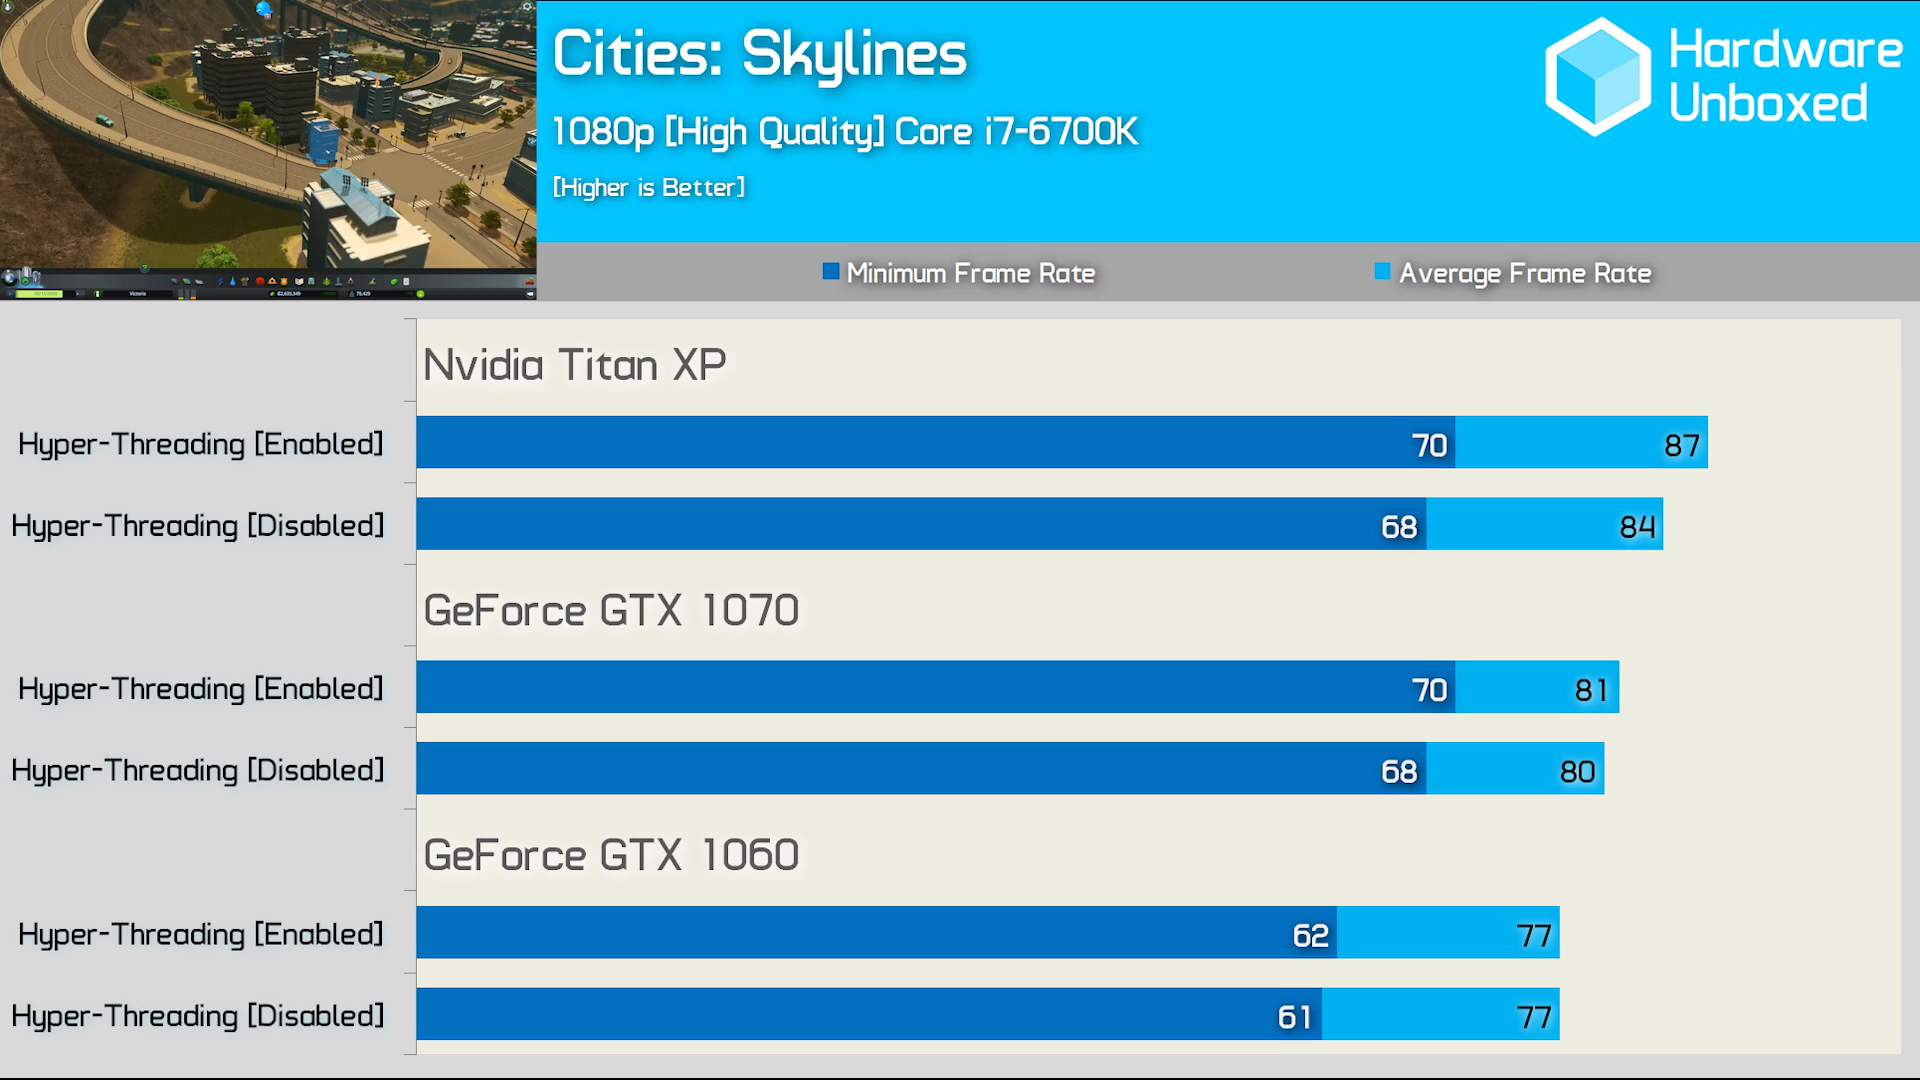 Cities: Skylines
1080p [High Quality] Core i7-6700K
[Higher is Better]
Hardware
Unboxed
Minimum Frame Rate
Average Frame Rate
Nvidia Titan XP
Hyper-Threading [Enabled] 70 87
Hyper-Threading [Disabled] 68 84
GeForce GTX 1070
Hyper-Threading [Enabled] 70 81
Hyper-Threading [Disabled] 68 80
GeForce GTX 1060
Hyper-Threading [Enabled] 62 77
Hyper-Threading [Disabled] 61 77